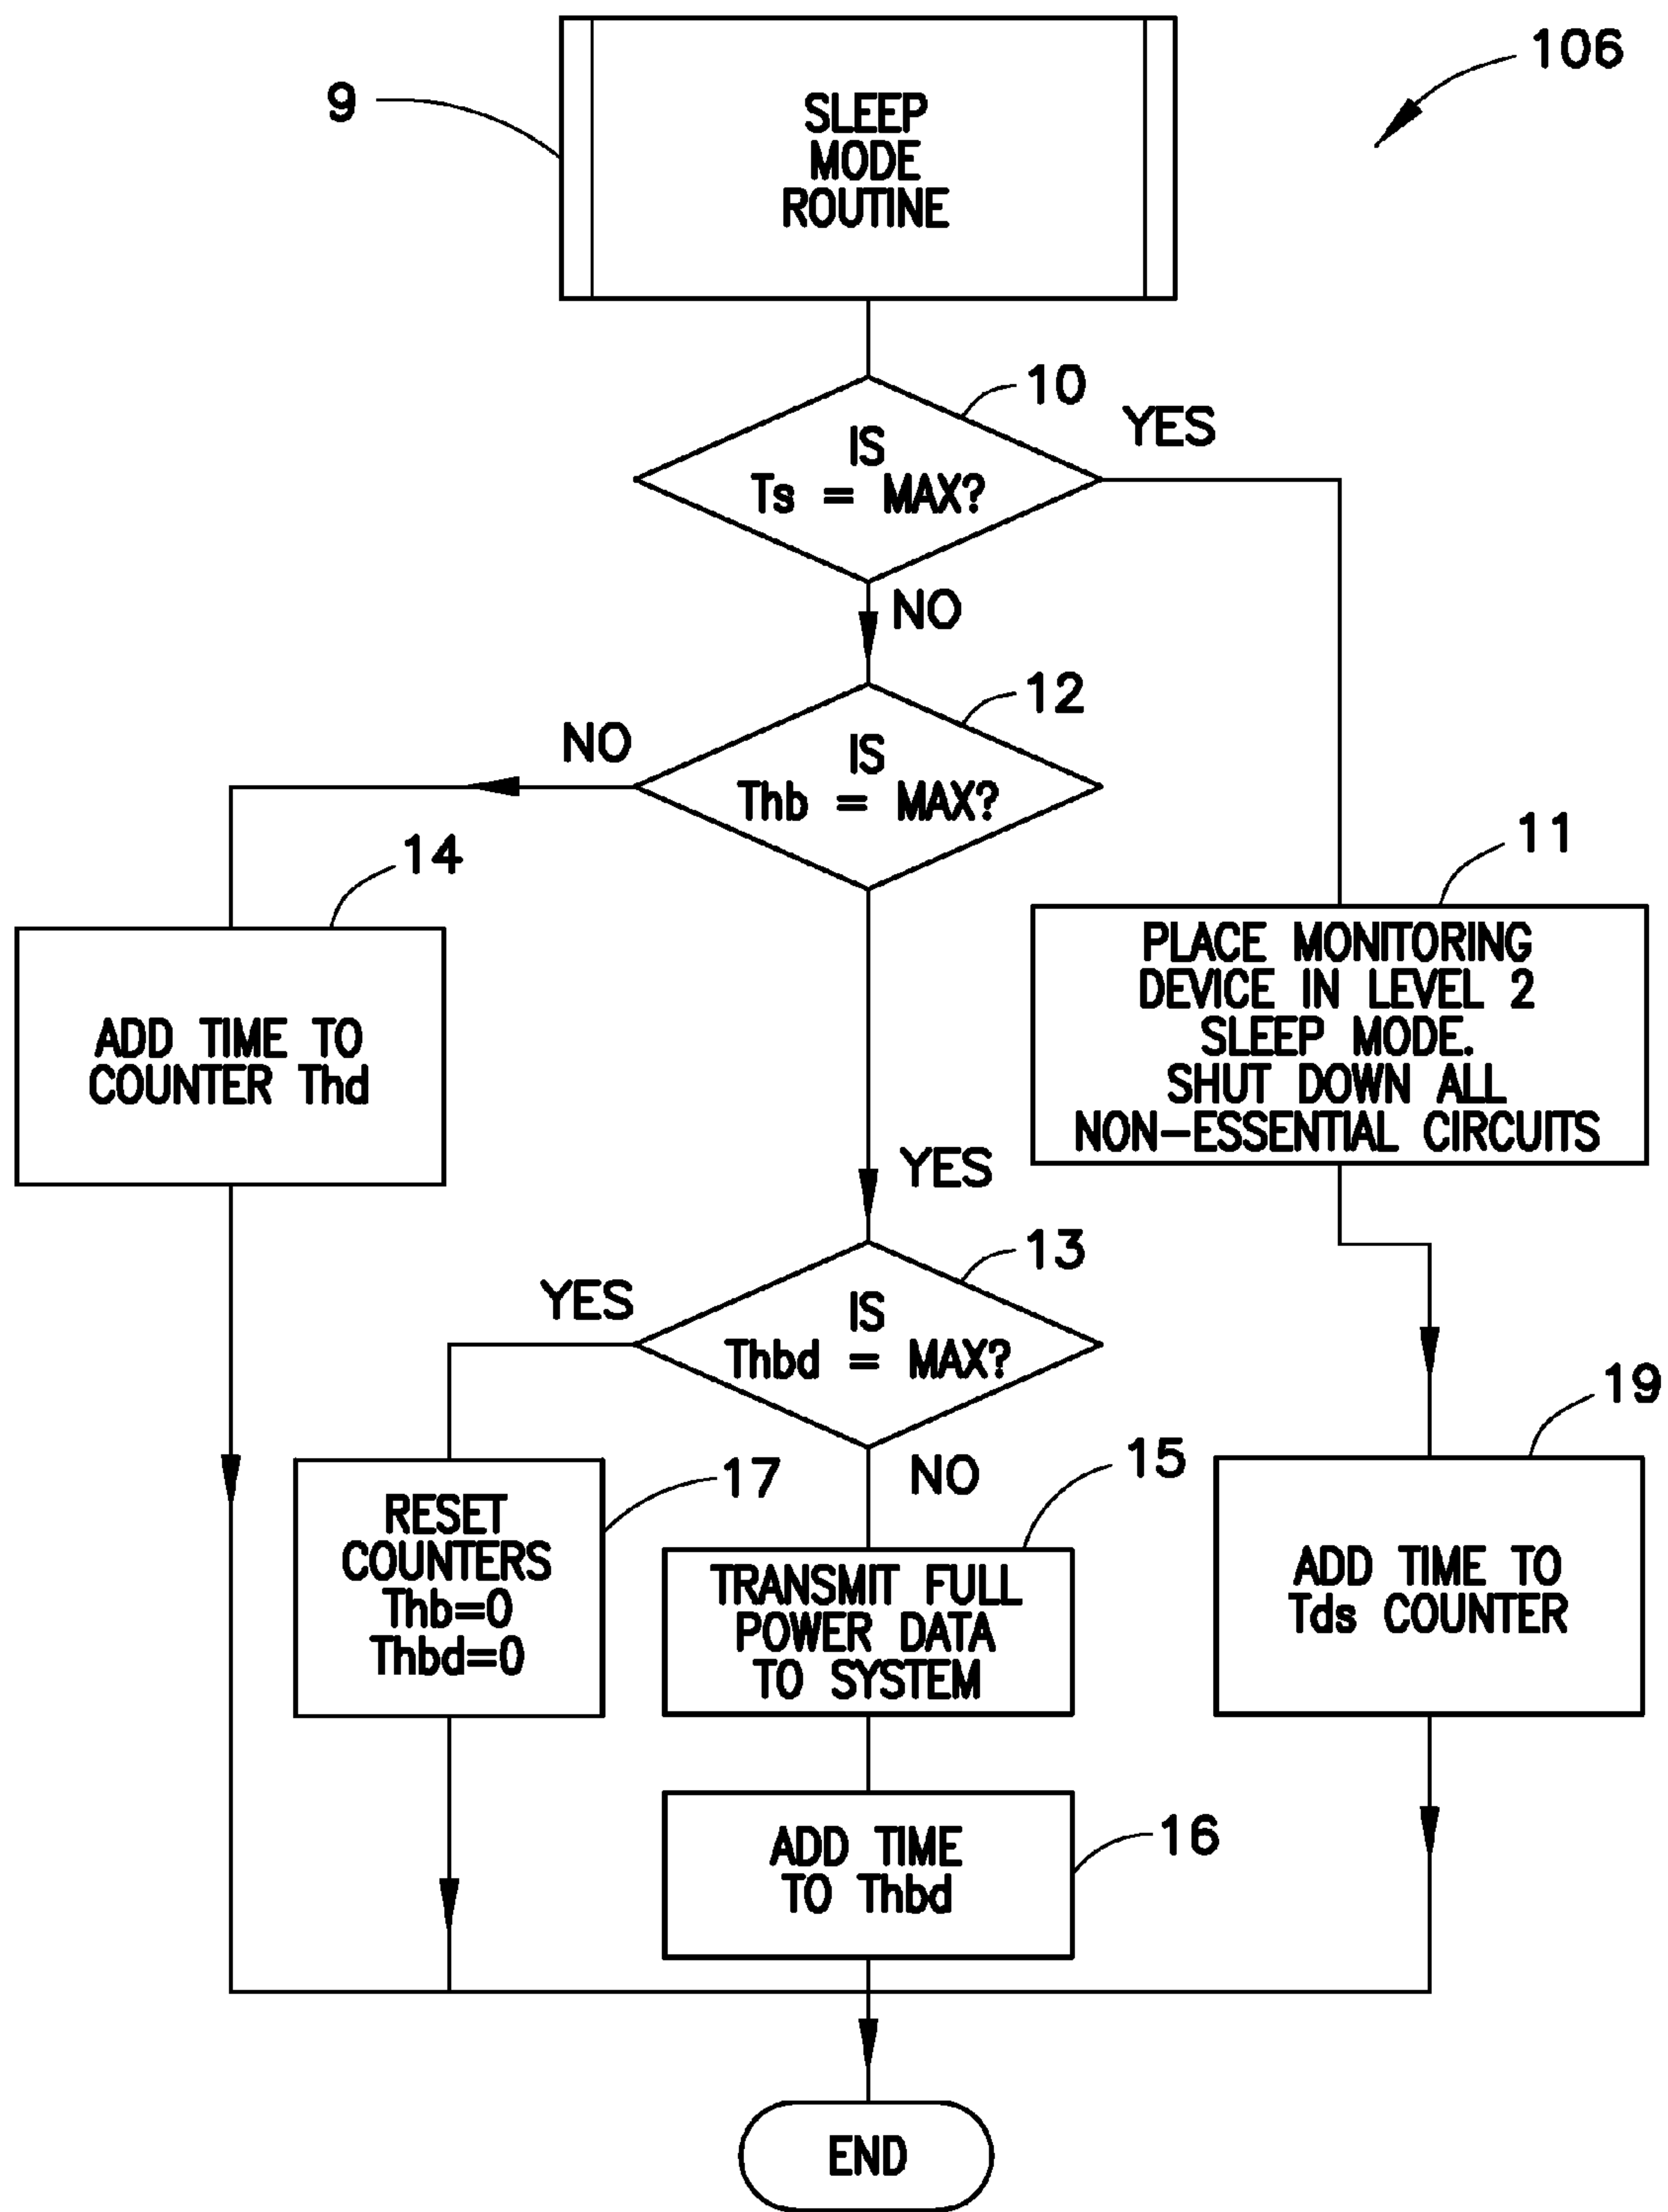 106
9
SLEEP
MODE
ROUTINE
10
YES
IS
Ts = MAX?
NO
12
NO
IS
Thb = MAX?
14
ADD TIME TO
COUNTER Thd
11
PLACE MONITORING
DEVICE IN LEVEL 2
SLEEP MODE.
SHUT DOWN ALL
NON-ESSENTIAL CIRCUITS
YES
13
YES
IS
Thbd = MAX?
NO
17
RESET
COUNTERS
Thb=0
Thbd=0
15
TRANSMIT FULL
POWER DATA
TO SYSTEM
19
ADD TIME TO
Tds COUNTER
16
ADD TIME
TO Thbd
END